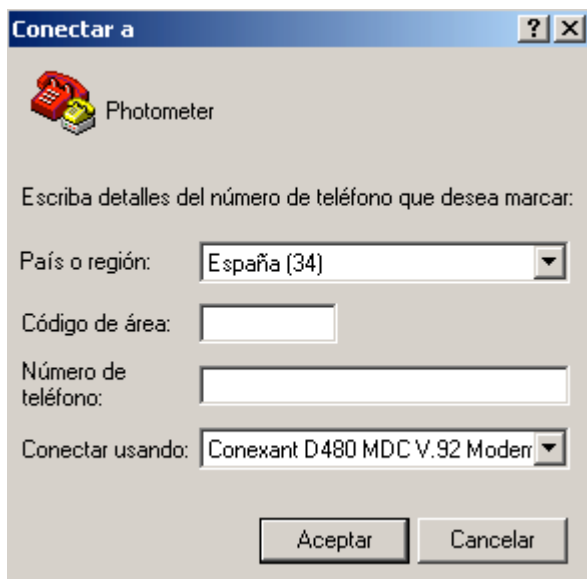 Conectar a
Photometer
Escriba detalles del número de teléfono que desea marcar:
País o región: España (34)
Código de área:
Número de
teléfono:
Conectar usando: Conexant D480 MDC V.92 Modem
Aceptar Cancelar